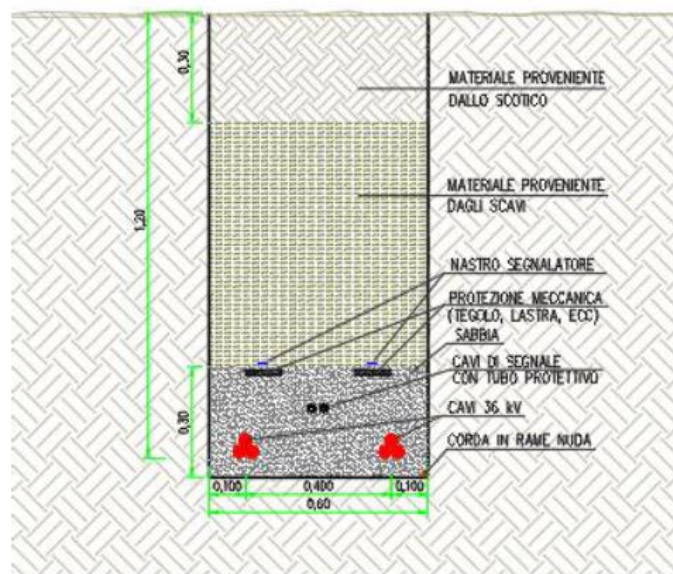 0,30
MATERIALE PROVENIENTE
DALLO SCOTICO
1,20
MATERIALE PROVENIENTE
DAGLI SCAVI
NASTRO SEGNALATORE
PROTEZIONE MECCANICA
(TEGOLO, LASTRA, ECC)
SABBIA
CAVI DI SEGNALE
CON TUBO PROTETTIVO
0,30
CAVI 36 kV
CORDA IN RAME NUDA
0,100 0,400 0,100
0,60